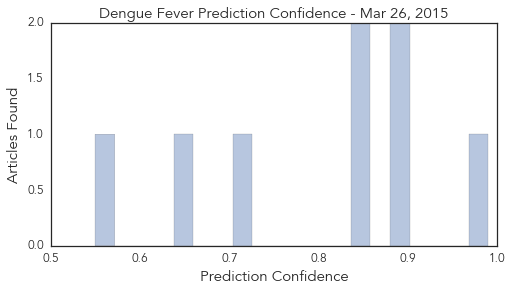 Dengue Fever Prediction Confidence - Mar 26, 2015
Articles Found
2.0
1.5
1.0
0.5
0.0
0.5 0.6 0.7 0.8 0.9 1.0
Prediction Confidence